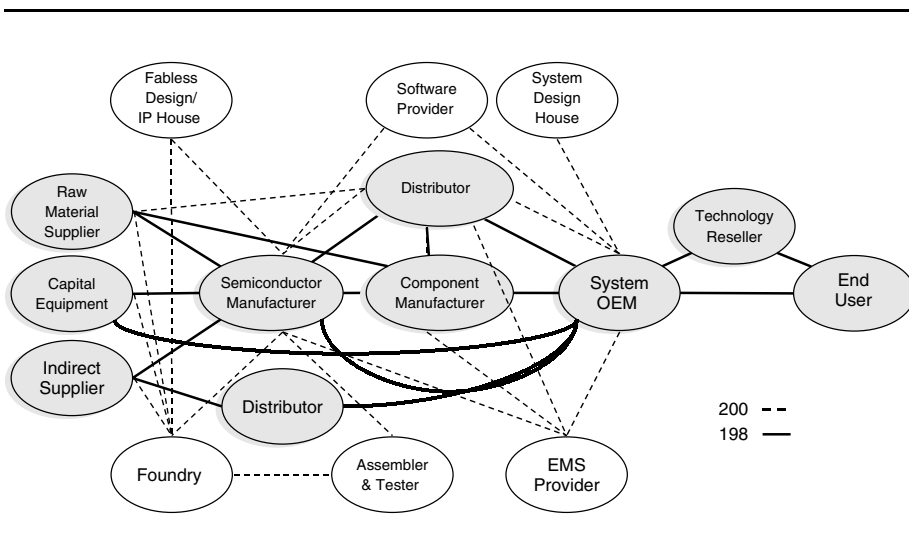 Fabless
Design/
IP House
Software
Provider
System
Design
House
Raw
Material
Supplier
Distributor
Technology
Reseller
Capital
Equipment
Semiconductor
Manufacturer
Component
Manufacturer
System
OEM
End
User
Indirect
Supplier
Distributor
200
198
Foundry
Assembler
& Tester
EMS
Provider